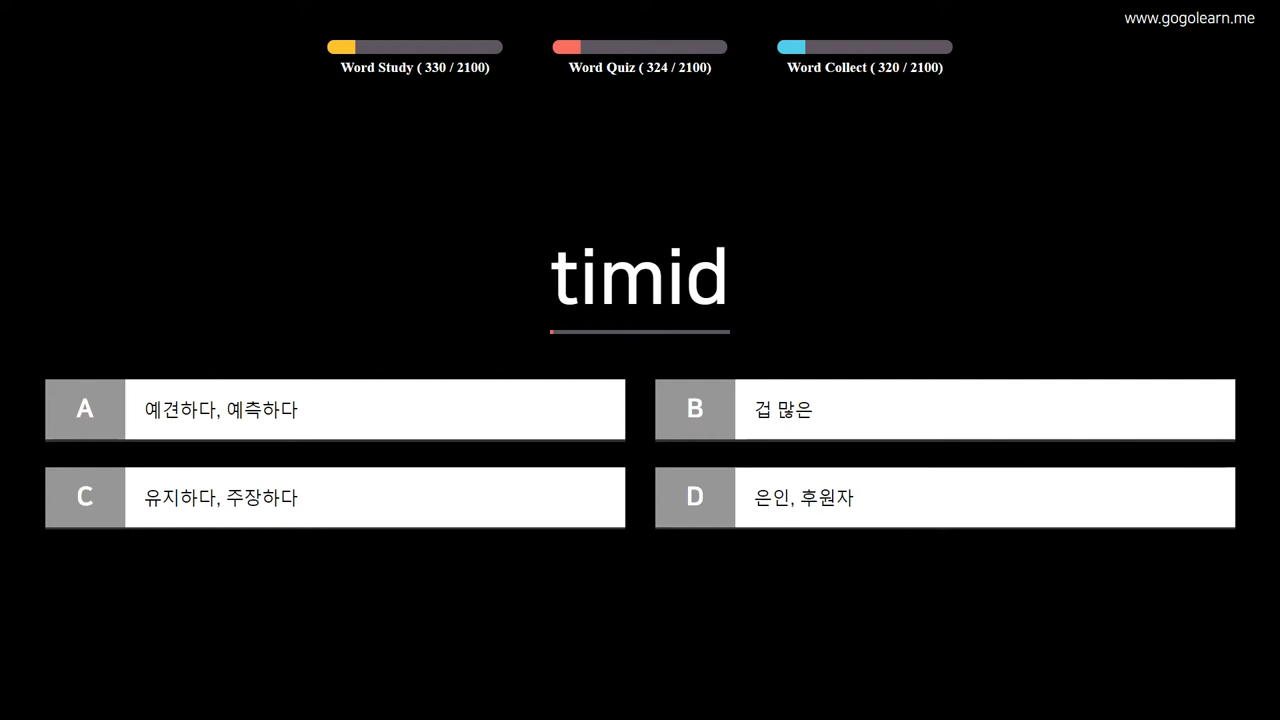 www.gogolearn.me
Word Study ( 330 / 2100)
Word Quiz ( 324 / 2100)
Word Collect ( 320 / 2100)
timid
A 예견하다, 예측하다
B 겁 많은
C 유지하다, 주장하다
D 은인, 후원자